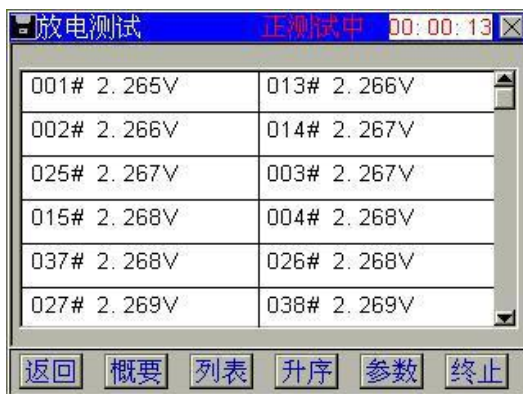 放电测试 正测试中 00:00:13
001# 2.265V 013# 2.266V
002# 2.266V 014# 2.267V
025# 2.267V 003# 2.267V
015# 2.268V 004# 2.268V
037# 2.268V 026# 2.268V
027# 2.269V 038# 2.269V
返回 概要 列表 升序 参数 终止